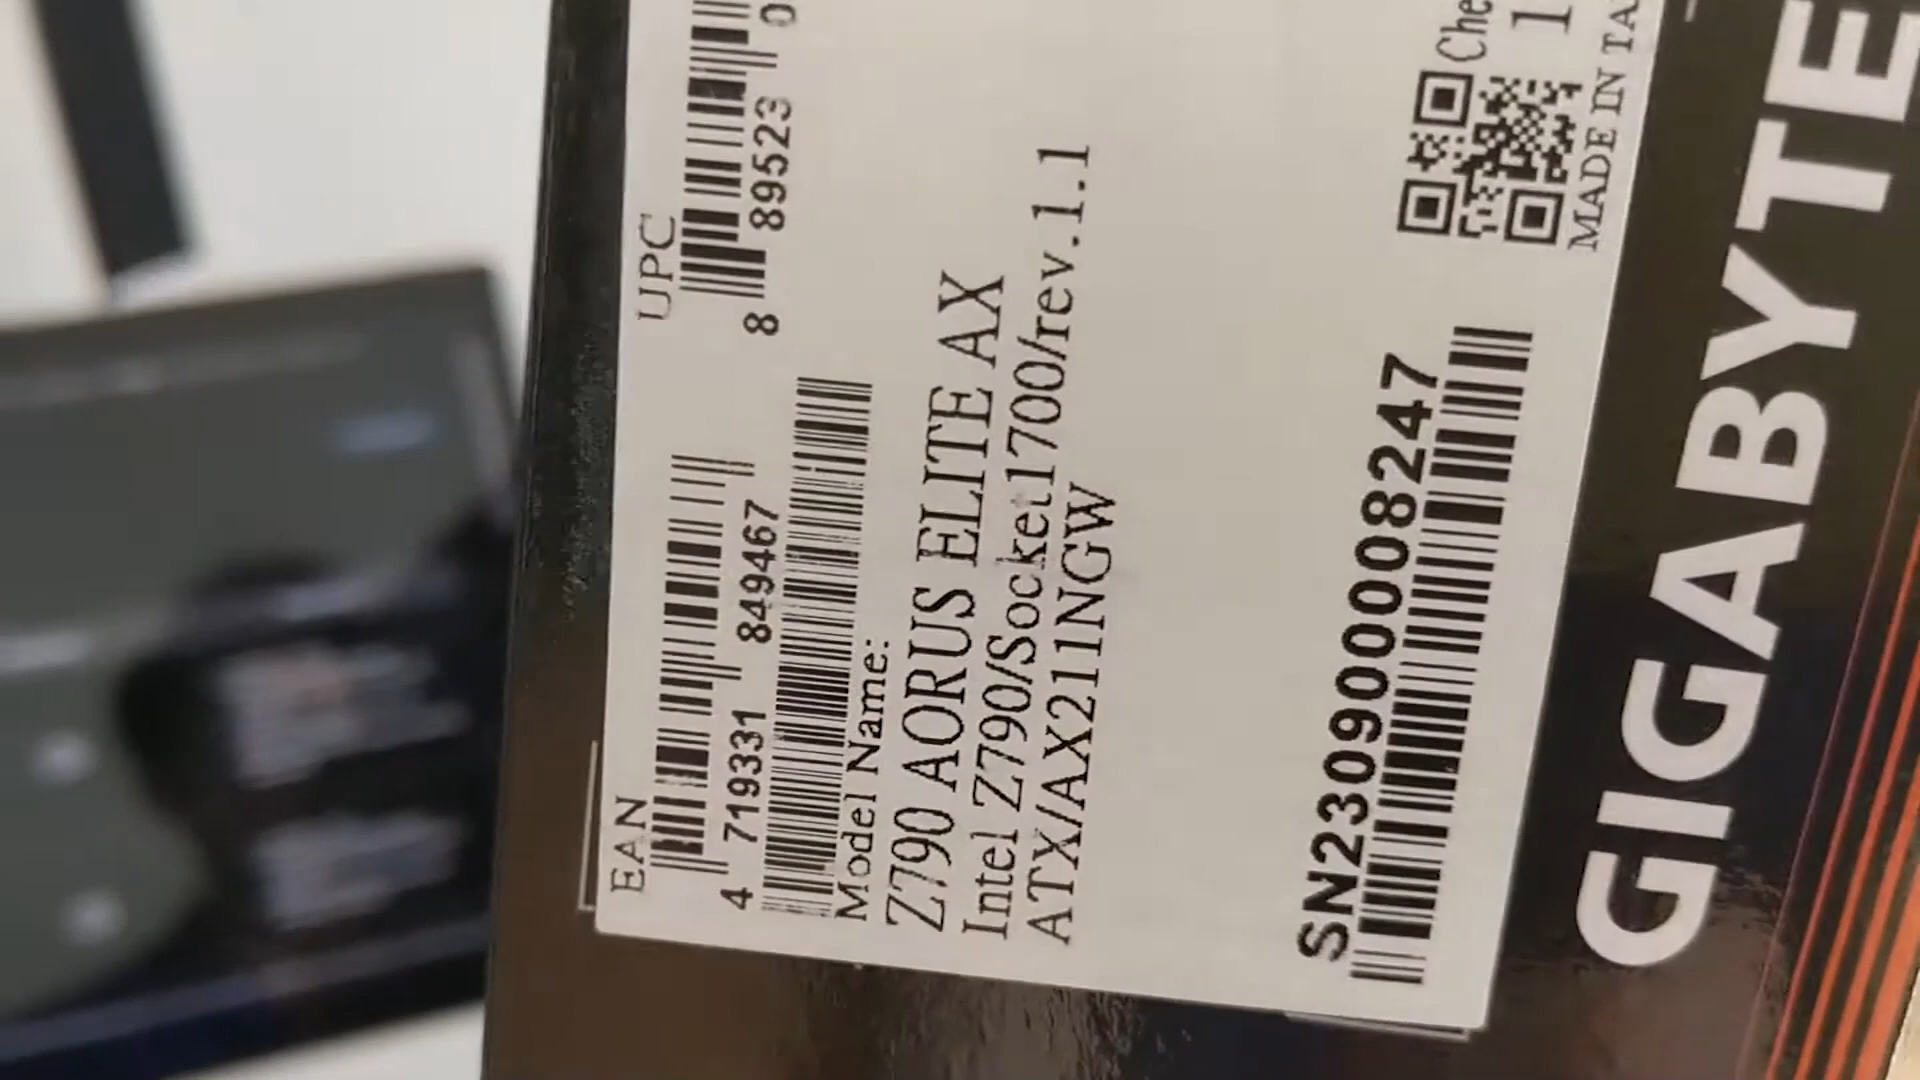 EAN
4 719331 849467
UPC
8 89523 0
Model Name:
Z790 AORUS ELITE AX
Intel Z790/Socket1700/rev.1.1
ATX/AX211NGW
SN230900008247
Che
1
MADE IN TA
GIGABYTE